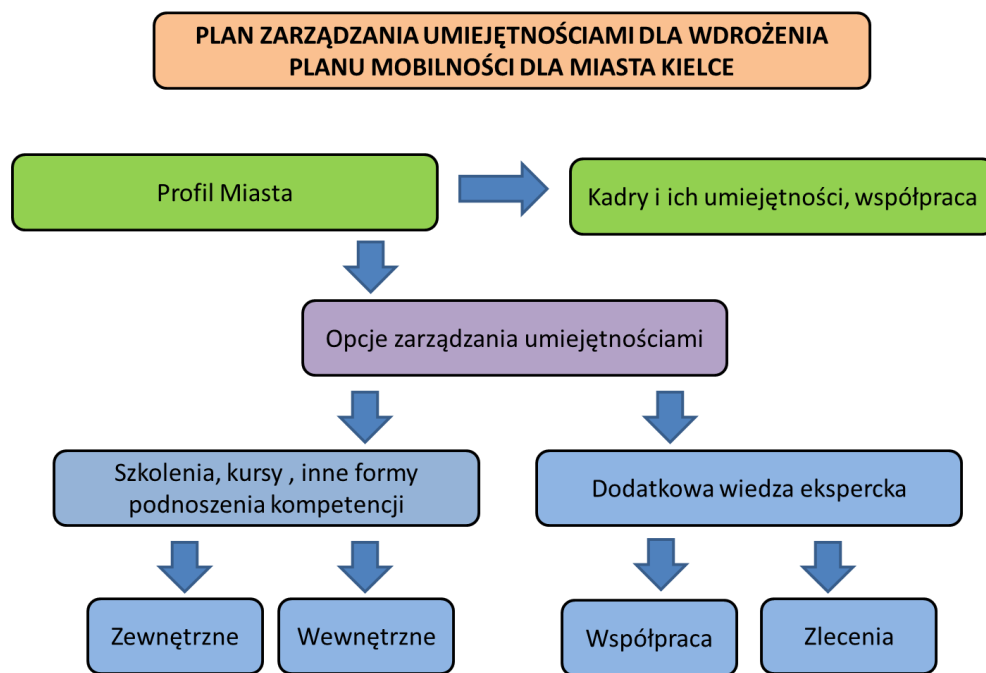 PLAN ZARZĄDZANIA UMIEJĘTNOŚCIAMI DLA WDROŻENIA
PLANU MOBILNOŚCI DLA MIASTA KIELCE
Profil Miasta
Kadry i ich umiejętności, współpraca
Opcje zarządzania umiejętnościami
Szkolenia, kursy , inne formy
podnoszenia kompetencji
Dodatkowa wiedza ekspercka
Zewnętrzne
Wewnętrzne
Współpraca
Zlecenia